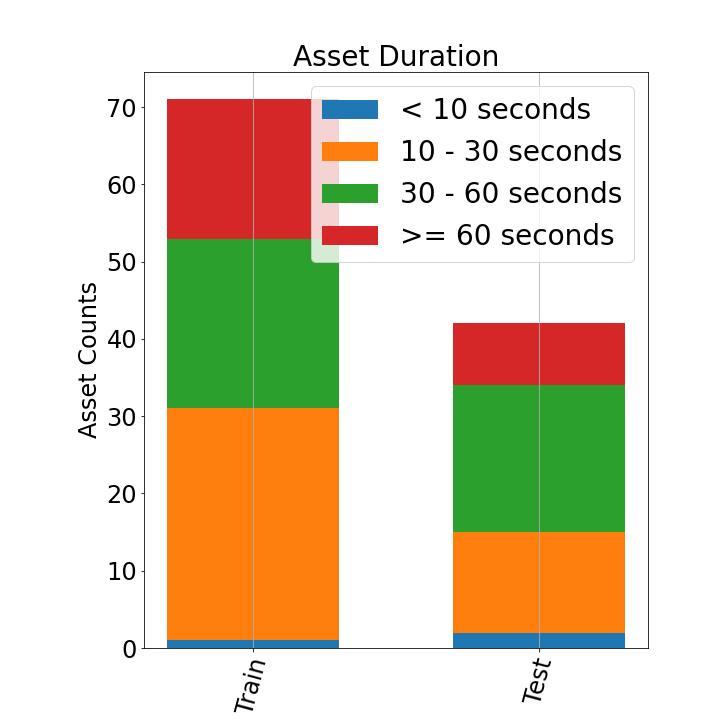 Asset Duration
70
60
50
40
30
20
10
0
Asset Counts
< 10 seconds
10 - 30 seconds
30 - 60 seconds
>= 60 seconds
Train
Test